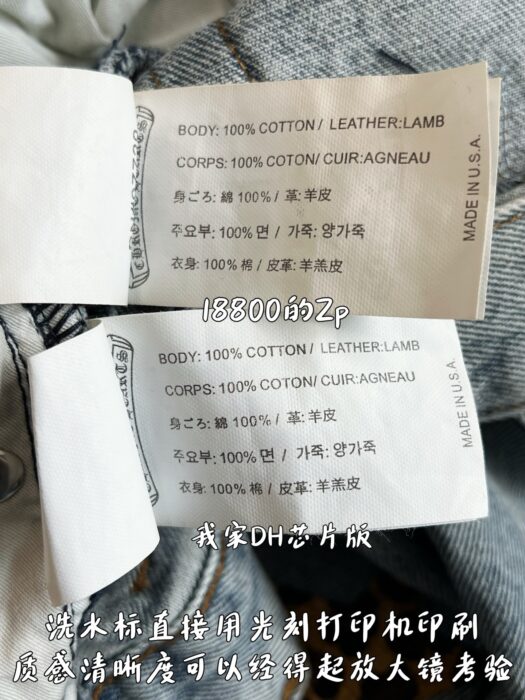 CHROME HEARTS
BODY: 100% COTTON / LEATHER:LAMB
CORPS: 100% COTON/ CUIR:AGNEAU
身ごろ: 綿 100% / 革: 羊皮
주요부: 100% 면 / 가죽: 양가죽
衣身: 100% 棉 / 皮革: 羊羔皮
MADE IN U.S.A.
18800的Zp
BODY: 100% COTTON / LEATHER:LAMB
CORPS: 100% COTON/ CUIR:AGNEAU
身ごろ: 綿 100% / 革: 羊皮
주요부: 100% 면 / 가죽: 양가죽
衣身: 100% 棉 / 皮革: 羊羔皮
MADE IN U.S.A.
我家DH芯片版
洗水标直接用光刻打印机印刷
质感清晰度可以经得起放大镜考验